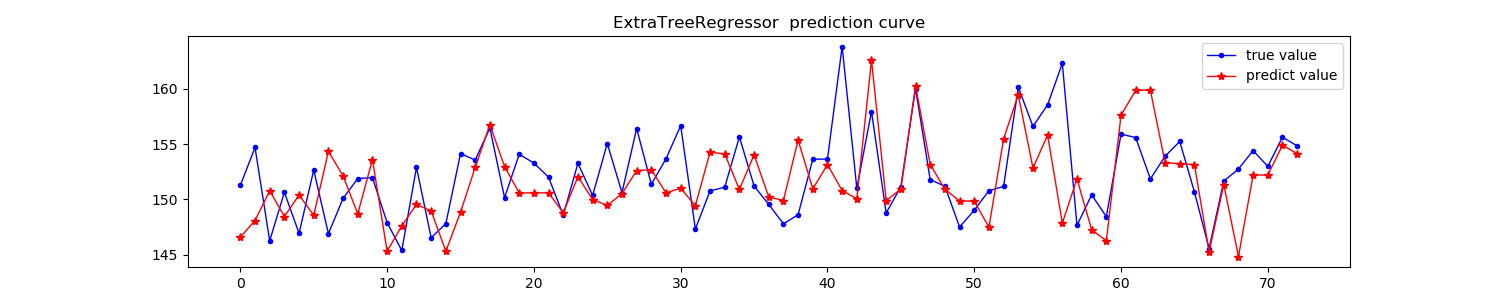 ExtraTreeRegressor  prediction curve
true value
predict value
160
155
150
145
0 10 20 30 40 50 60 70